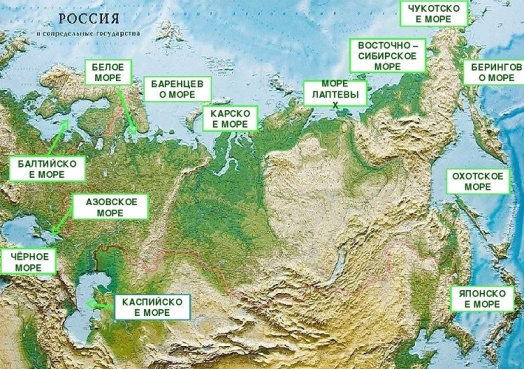 РОССИЯ
и сопредельные государства
ЧУКОТСКО
Е МОРЕ
ВОСТОЧНО –
СИБИРСКОЕ
МОРЕ
БЕРИНГОВ
О МОРЕ
БЕЛОЕ
МОРЕ
БАРЕНЦЕВ
О МОРЕ
МОРЕ
ЛАПТЕВЫ
Х
КАРСКО
Е МОРЕ
БАЛТИЙСКО
Е МОРЕ
ОХОТСКОЕ
МОРЕ
АЗОВСКОЕ
МОРЕ
ЧЁРНОЕ
МОРЕ
КАСПИЙСКО
Е МОРЕ
ЯПОНСКО
Е МОРЕ